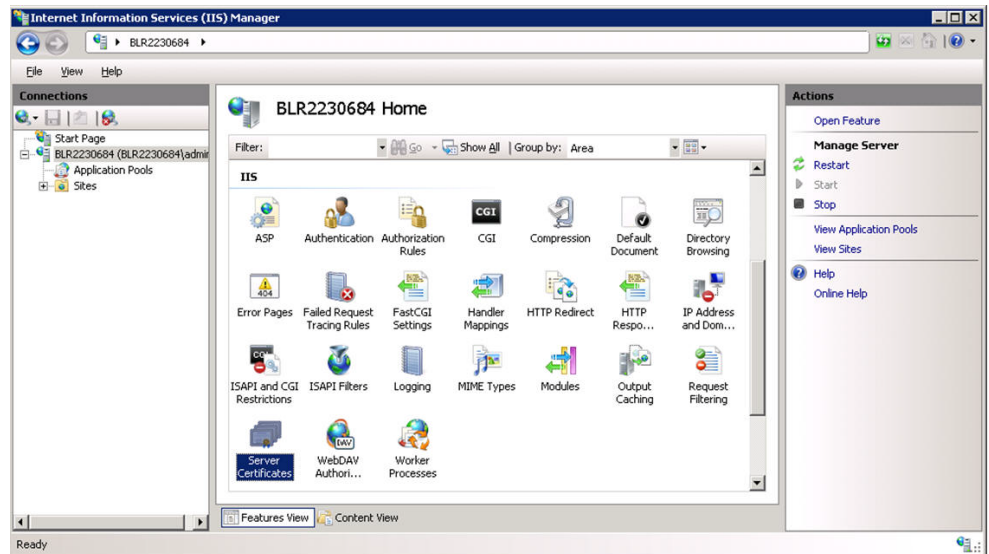 Internet Information Services (IIS) Manager
BLR2230684
File View Help
Connections
Start Page
BLR2230684 (BLR2230684\admir
Application Pools
Sites
BLR2230684 Home
Filter: Go Show All Group by: Area
IIS
ASP
Authentication
Authorization Rules
CGI
Compression
Default Document
Directory Browsing
404
Error Pages
Failed Request Tracing Rules
FastCGI Settings
Handler Mappings
HTTP Redirect
HTTP Respo...
IP Address and Dom...
ISAPI and CGI Restrictions
ISAPI Filters
Logging
MIME Types
Modules
Output Caching
Request Filtering
Server Certificates
DAV
WebDAV Authori...
Worker Processes
Features View Content View
Actions
Open Feature
Manage Server
Restart
Start
Stop
View Application Pools
View Sites
Help
Online Help
Ready